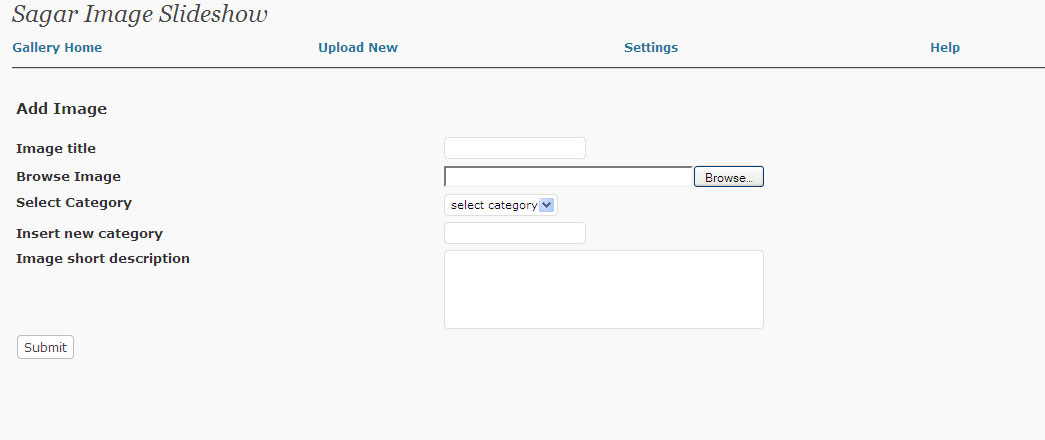 Sagar Image Slideshow
Gallery Home Upload New Settings Help
Add Image
Image title
Browse Image Browse...
Select Category select category
Insert new category
Image short description
Submit